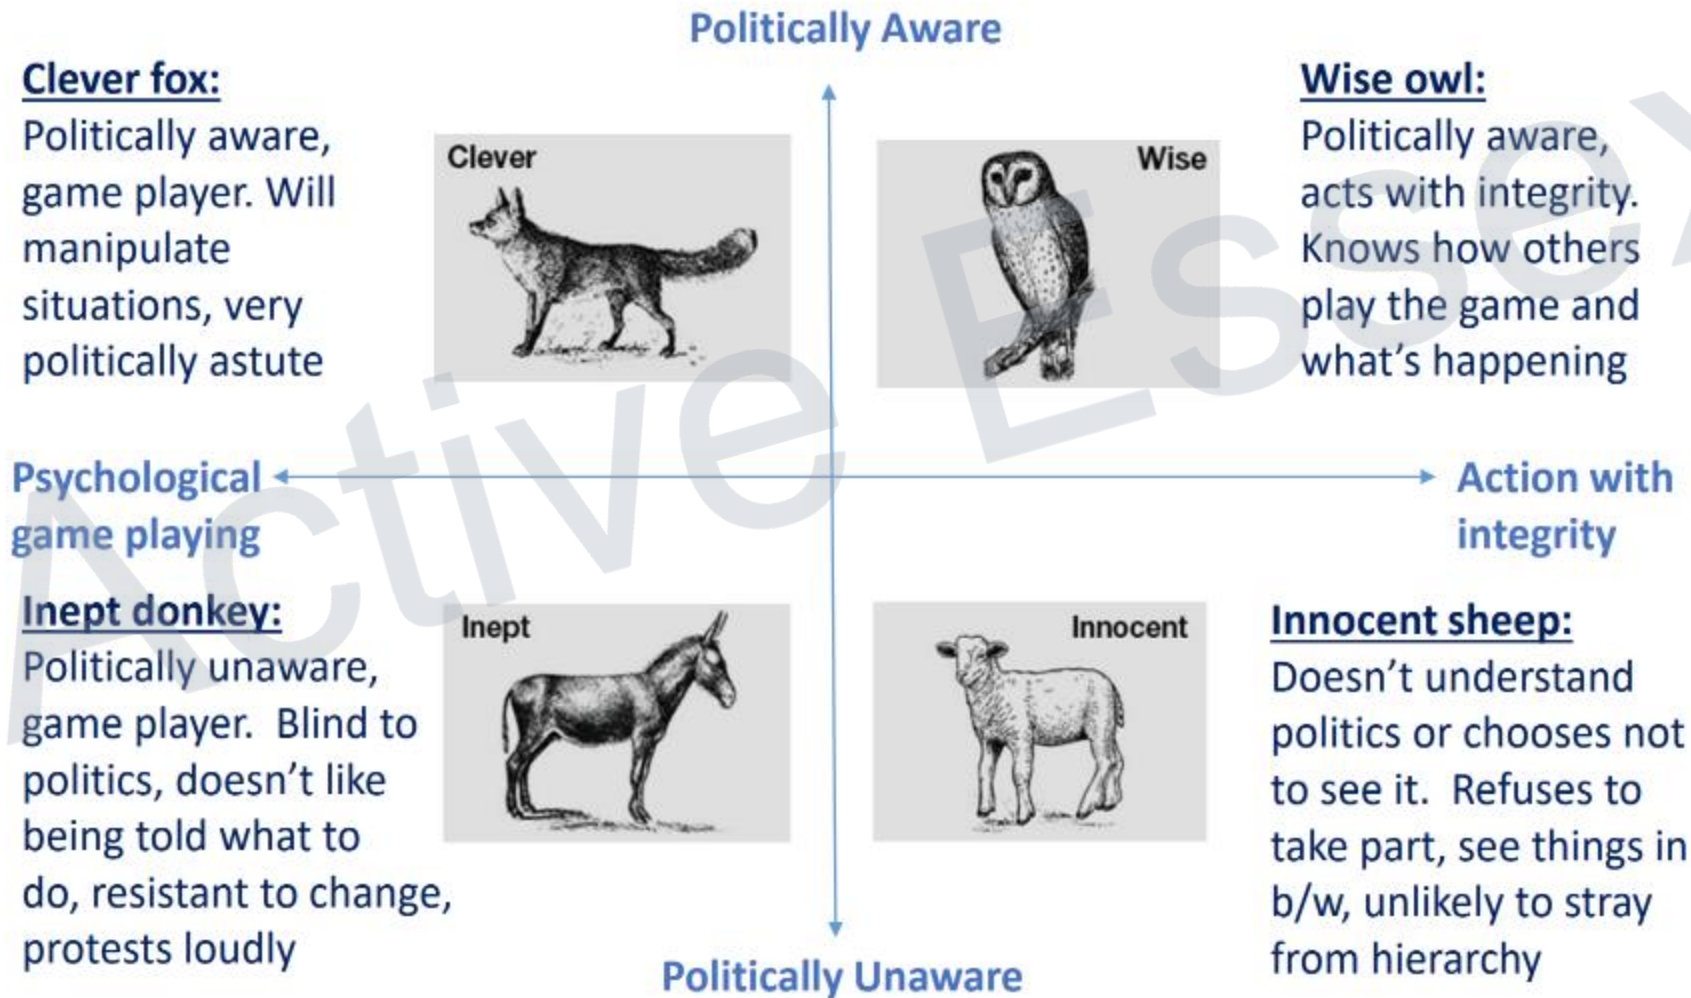 Politically Aware
Clever fox:
Politically aware,
game player. Will
manipulate
situations, very
politically astute
Clever
Wise
Wise owl:
Politically aware,
acts with integrity.
Knows how others
play the game and
what's happening
Psychological
game playing
Action with
integrity
Inept donkey:
Politically unaware,
game player.  Blind to
politics, doesn't like
being told what to
do, resistant to change,
protests loudly
Inept
Innocent
Innocent sheep:
Doesn't understand
politics or chooses not
to see it.  Refuses to
take part, see things in
b/w, unlikely to stray
from hierarchy
Politically Unaware
Active Essex